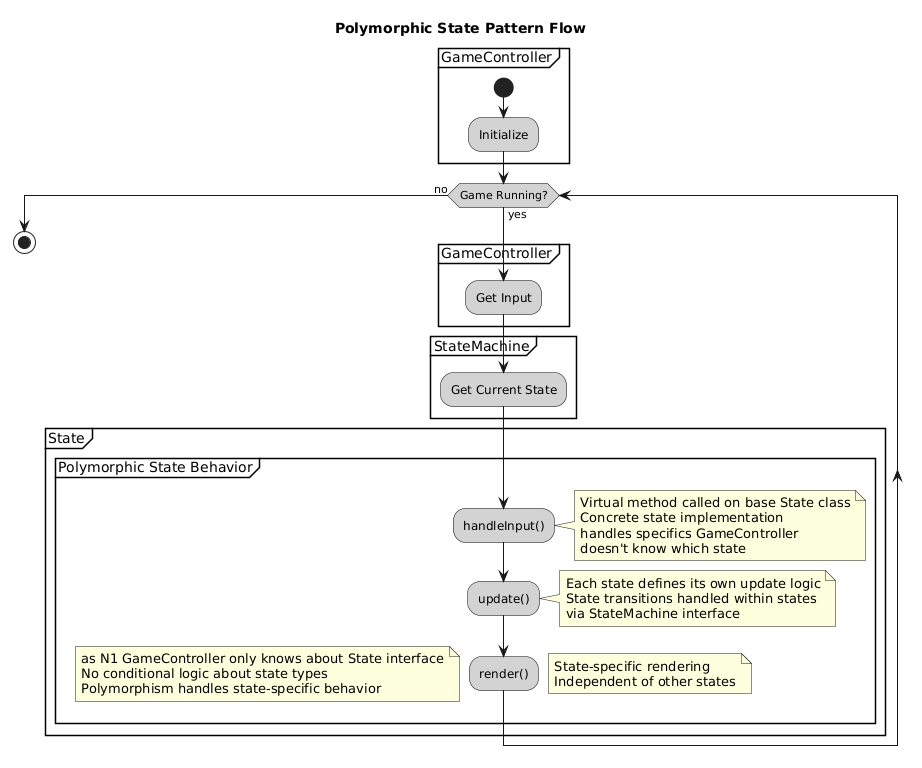 Polymorphic State Pattern Flow
GameController
Initialize
no
Game Running?
yes
GameController
Get Input
StateMachine
Get Current State
State
Polymorphic State Behavior
handleInput()
Virtual method called on base State class
Concrete state implementation
handles specifics GameController
doesn't know which state
update()
Each state defines its own update logic
State transitions handled within states
via StateMachine interface
as N1 GameController only knows about State interface
No conditional logic about state types
Polymorphism handles state-specific behavior
render()
State-specific rendering
Independent of other states